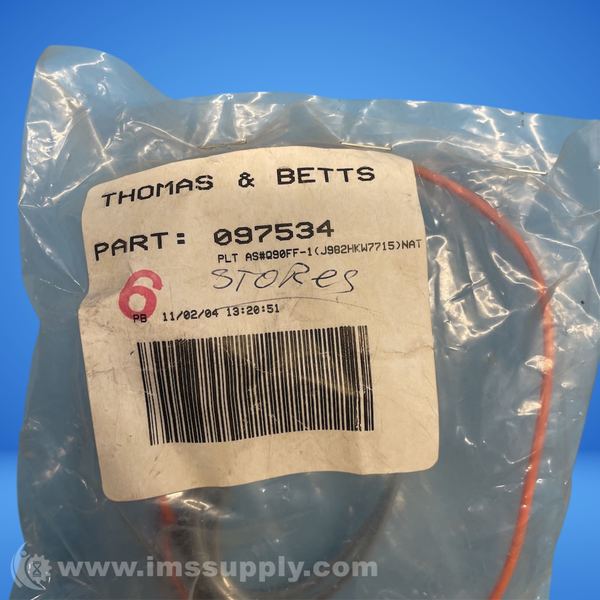 THOMAS & BETTS
PART: 097534
PLT AS#Q90FF-1(J982HKW7715)NAT
STORES
6
PB 11/02/04 13:20:51
www.imssupply.com